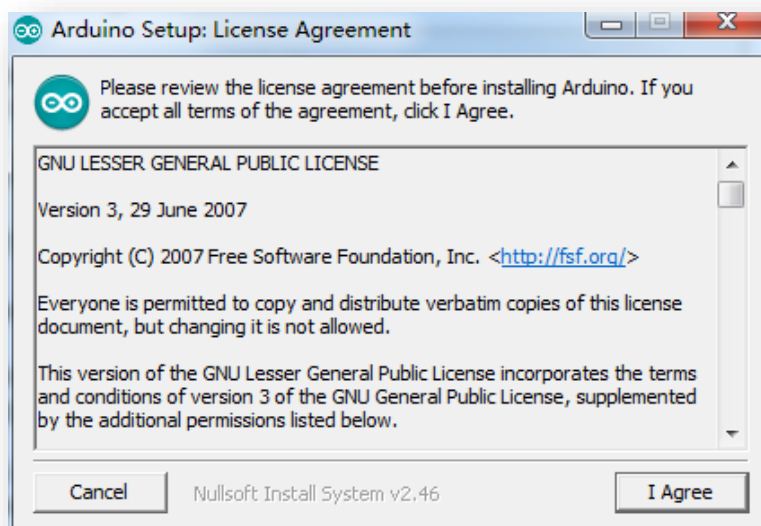 Arduino Setup: License Agreement
Please review the license agreement before installing Arduino. If you
accept all terms of the agreement, click I Agree.
GNU LESSER GENERAL PUBLIC LICENSE
Version 3, 29 June 2007
Copyright (C) 2007 Free Software Foundation, Inc. <http://fsf.org/>
Everyone is permitted to copy and distribute verbatim copies of this license
document, but changing it is not allowed.
This version of the GNU Lesser General Public License incorporates the terms
and conditions of version 3 of the GNU General Public License, supplemented
by the additional permissions listed below.
Cancel
Nullsoft Install System v2.46
I Agree